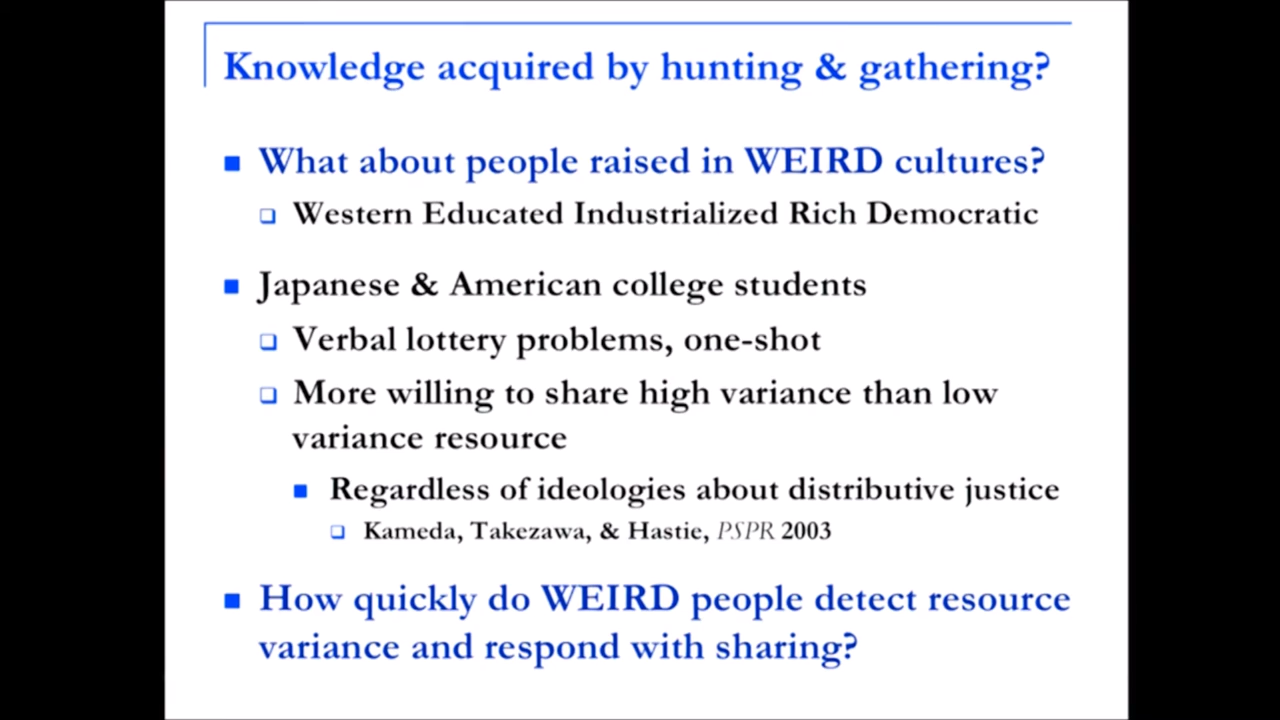 Knowledge acquired by hunting & gathering?
What about people raised in WEIRD cultures?
Western Educated Industrialized Rich Democratic
Japanese & American college students
Verbal lottery problems, one-shot
More willing to share high variance than low
variance resource
Regardless of ideologies about distributive justice
Kameda, Takezawa, & Hastie, PSPR 2003
How quickly do WEIRD people detect resource
variance and respond with sharing?